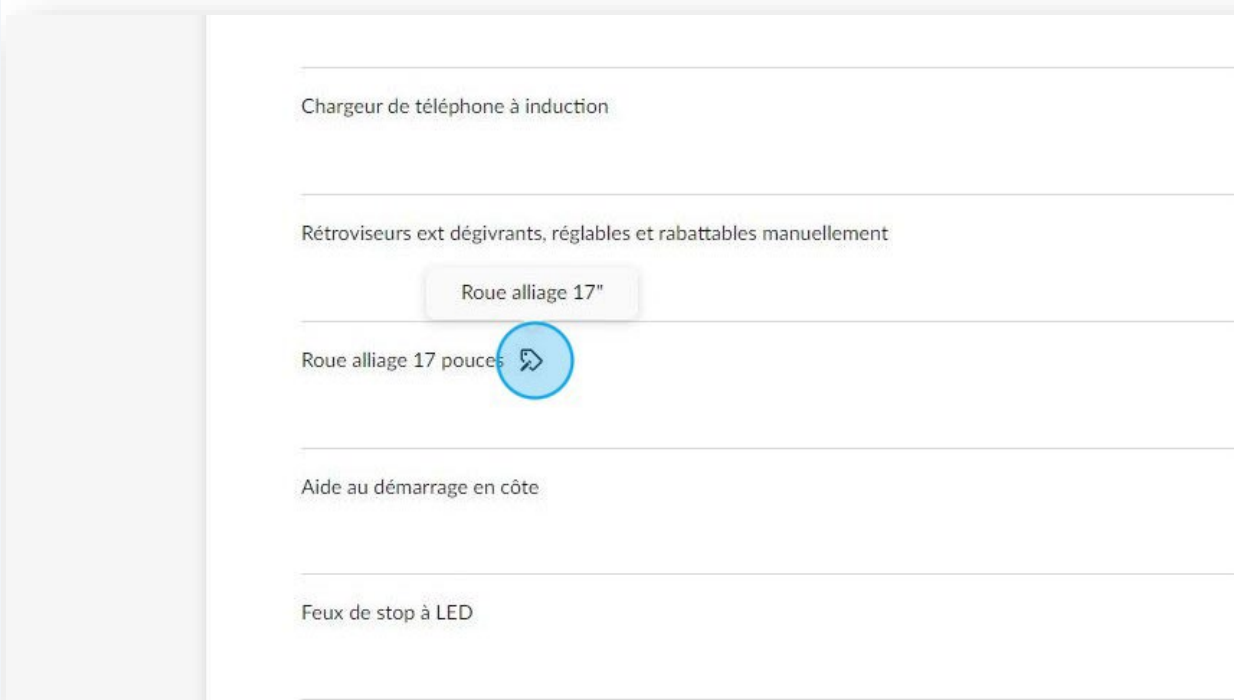 Chargeur de téléphone à induction
Rétroviseurs ext dégivrants, réglables et rabattables manuellement
Roue alliage 17"
Roue alliage 17 pouces
Aide au démarrage en côte
Feux de stop à LED